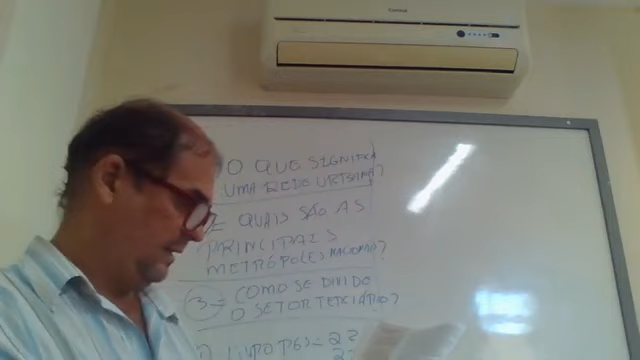 O QUE SIGNIFICA
UMA REDE URBANA?
E QUAIS SÃO AS
PRINCIPAIS
METRÓPOLES NACIONAIS?
3- COMO SE DIVIDE
O SETOR TERCIÁRIO?